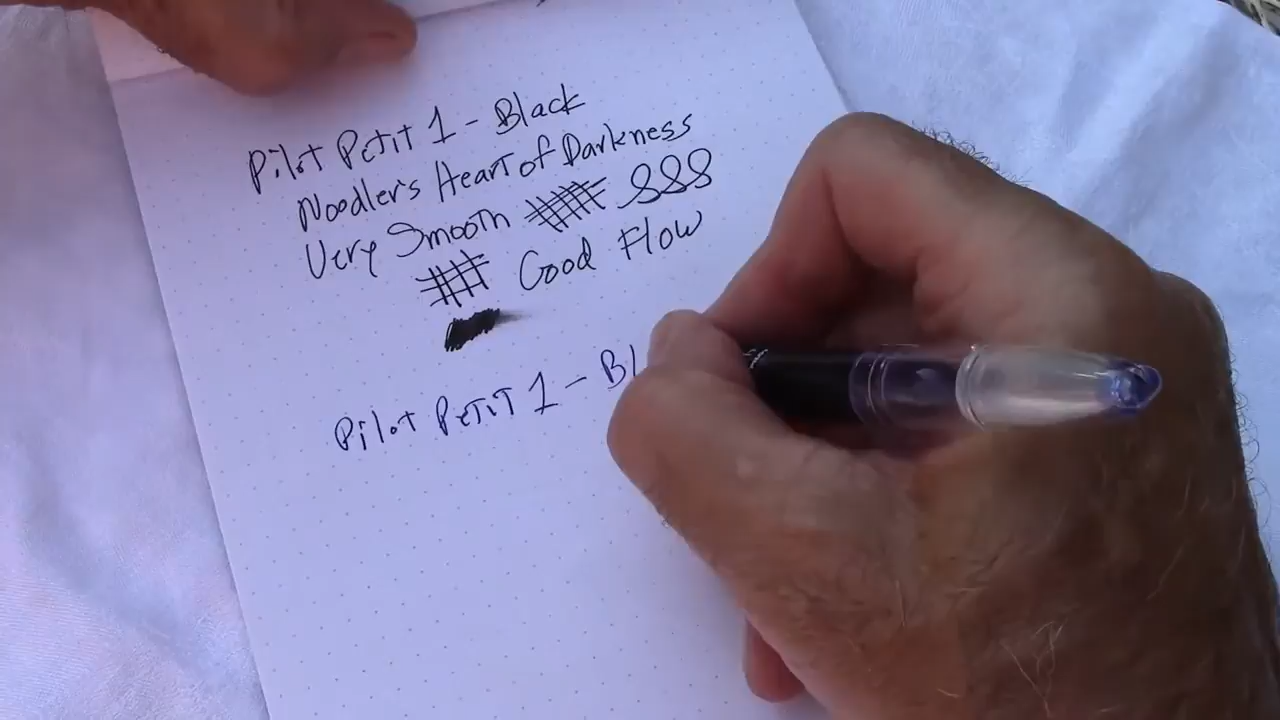 Pilot Petit 1 - Black
Noodler's Heart of Darkness
Very Smooth
Good Flow
Pilot Petit 1 - Bl